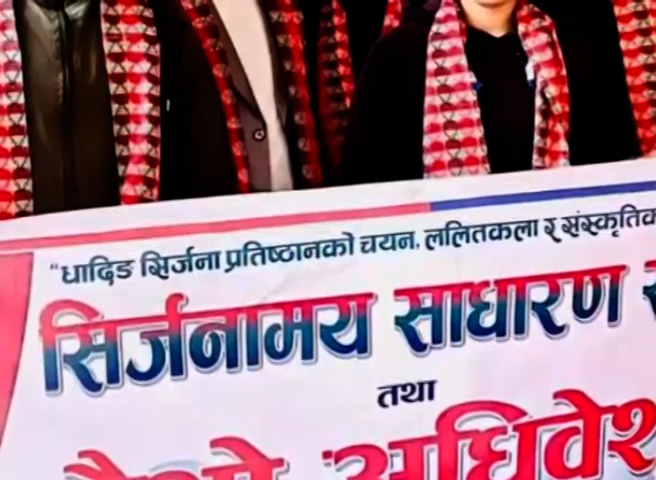 "धादिङ सिर्जना प्रतिष्ठानको चयन, ललितकला र संस्कृतिक
सिर्जनामय साधारण स
तथा
अधिवेश